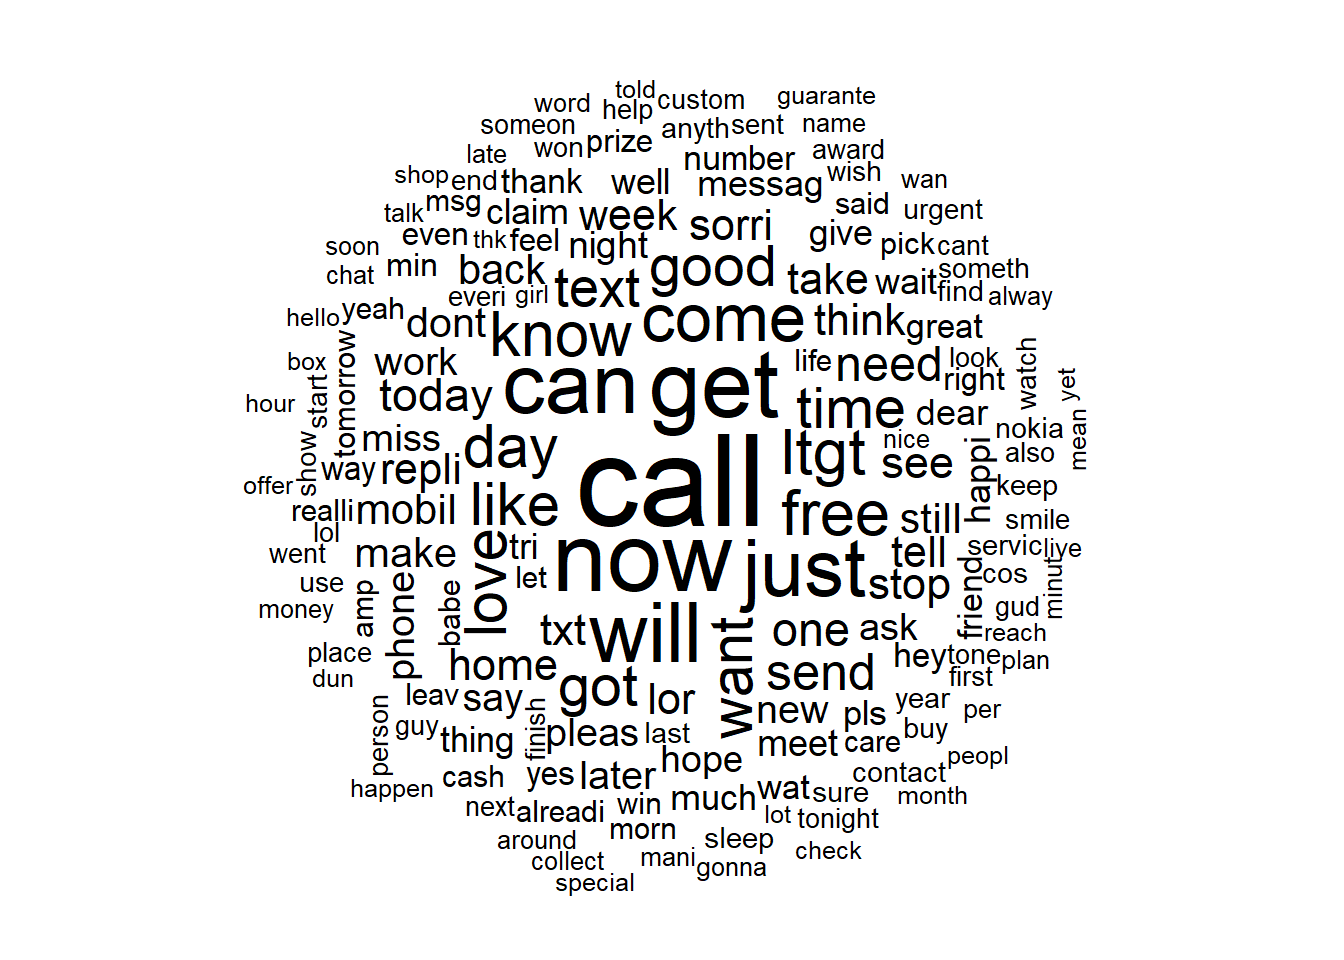 told
word
help
custom
guarante
someon
anyth
sent
name
late
won
prize
number
award
shop
end
thank
well
messag
wish
wan
talk
msg
claim
week
sorri
said
urgent
soon
even
thk
feel
night
give
pick
cant
chat
min
back
text
good
take
wait
someth
find
alway
hello
yeah
everi
girl
dont
know
come
think
great
box
work
life
need
look
right
watch
yet
hour
start
tomorrow
today
can
get
time
dear
nokia
mean
show
miss
day
ltgt
nice
see
happi
also
offer
way
repli
call
keep
realli
mobil
like
free
still
smile
lol
went
make
love
tri
now
just
tell
servic
live
use
amp
phone
babe
let
stop
friend
cos
minut
money
gud
txt
will
want
one
ask
reach
place
home
send
hey
tone
plan
dun
leav
say
got
lor
first
person
guy
thing
finish
pleas
last
new
pls
year
per
meet
care
buy
happen
cash
yes
later
hope
contact
peopl
next
alreadi
win
much
wat
sure
month
around
morn
sleep
lot
tonight
collect
mani
gonna
check
special